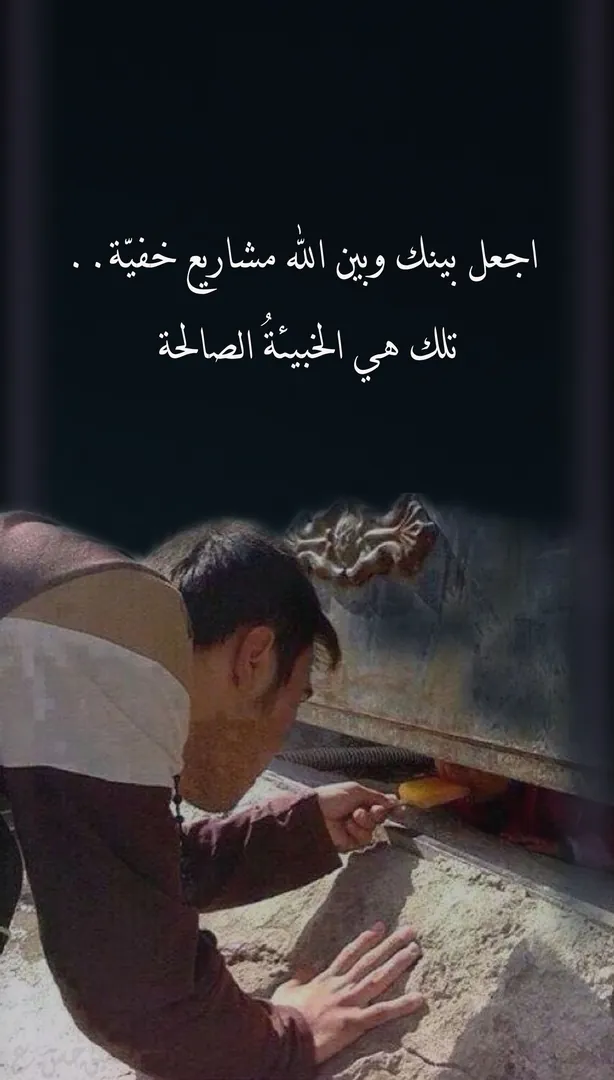 اجعل بينك وبين الله مشاريع خفيّة..
تلك هي الخبيئةُ الصالحة